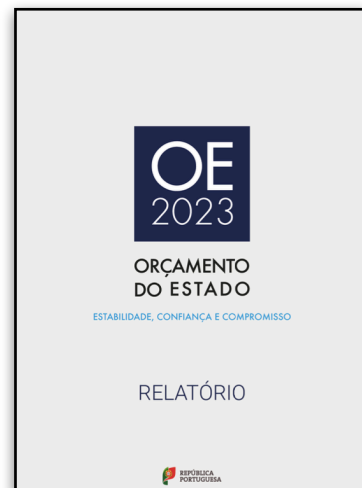 OE
2023
ORÇAMENTO
DO ESTADO
ESTABILIDADE, CONFIANÇA E COMPROMISSO
RELATÓRIO
REPÚBLICA
PORTUGUESA